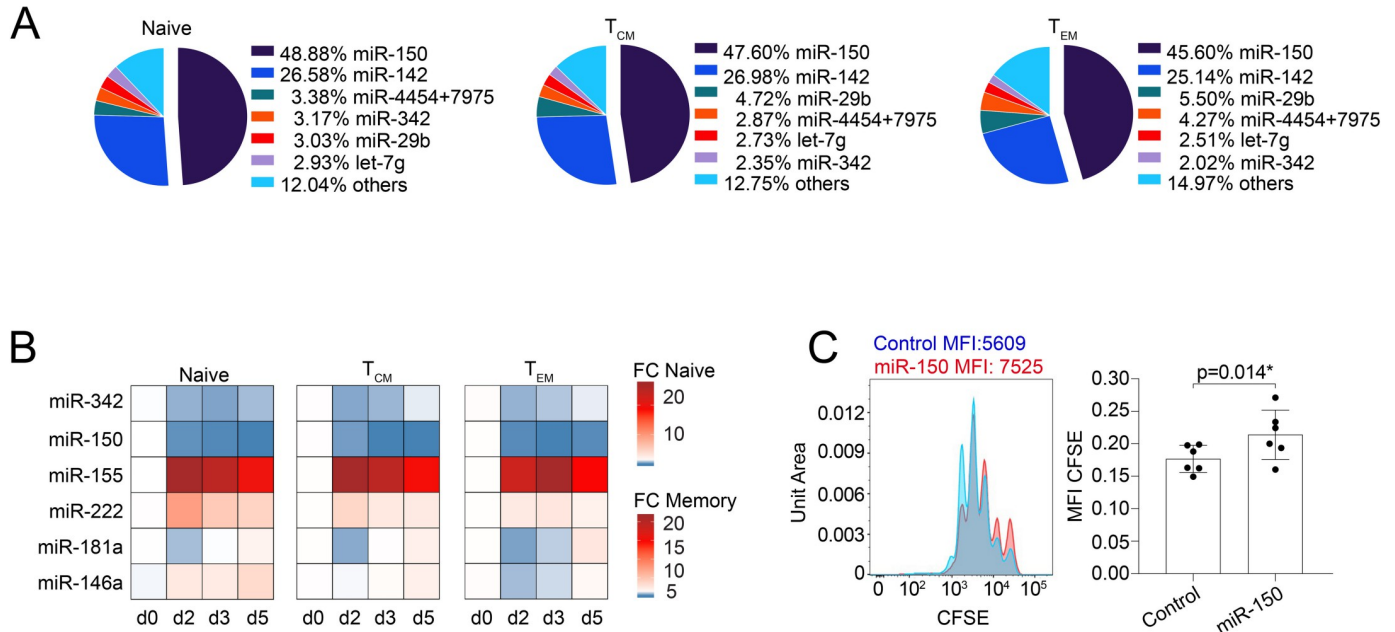 A
Naive
48.88% miR-150
26.58% miR-142
3.38% miR-4454+7975
3.17% miR-342
3.03% miR-29b
2.93% let-7g
12.04% others
TCM
47.60% miR-150
26.98% miR-142
4.72% miR-29b
2.87% miR-4454+7975
2.73% let-7g
2.35% miR-342
12.75% others
TEM
45.60% miR-150
25.14% miR-142
5.50% miR-29b
4.27% miR-4454+7975
2.51% let-7g
2.02% miR-342
14.97% others
B
Naive
TCM
TEM
miR-342
miR-150
miR-155
miR-222
miR-181a
miR-146a
d0 d2 d3 d5
d0 d2 d3 d5
d0 d2 d3 d5
FC Naive
20
10
FC Memory
20
15
10
5
C
Control MFI:5609
miR-150 MFI: 7525
Unit Area
0.012
0.009
0.006
0.003
0
0 10² 10³ 10⁴ 10⁵
CFSE
p=0.014*
MFI CFSE
0.30
0.25
0.20
0.15
0.10
0.05
0.00
Control
miR-150